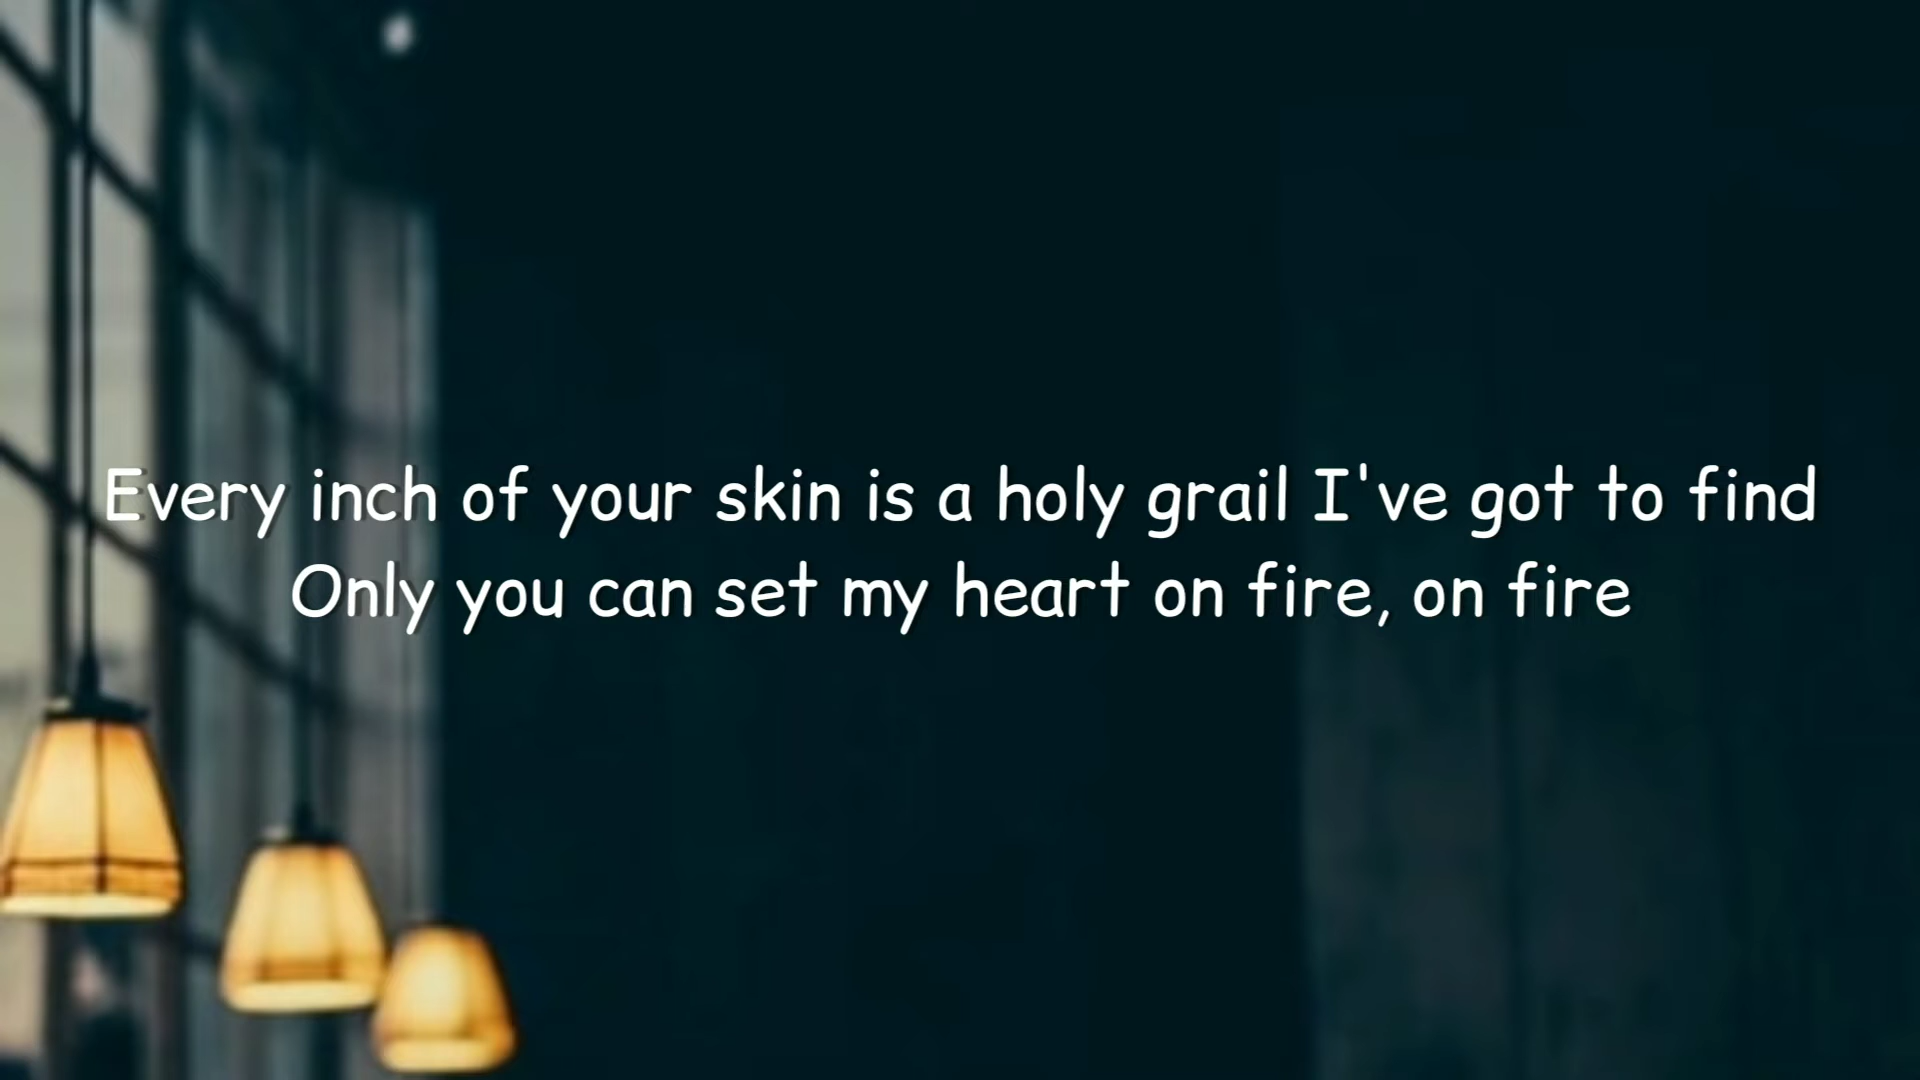 Every inch of your skin is a holy grail I've got to find
Only you can set my heart on fire, on fire